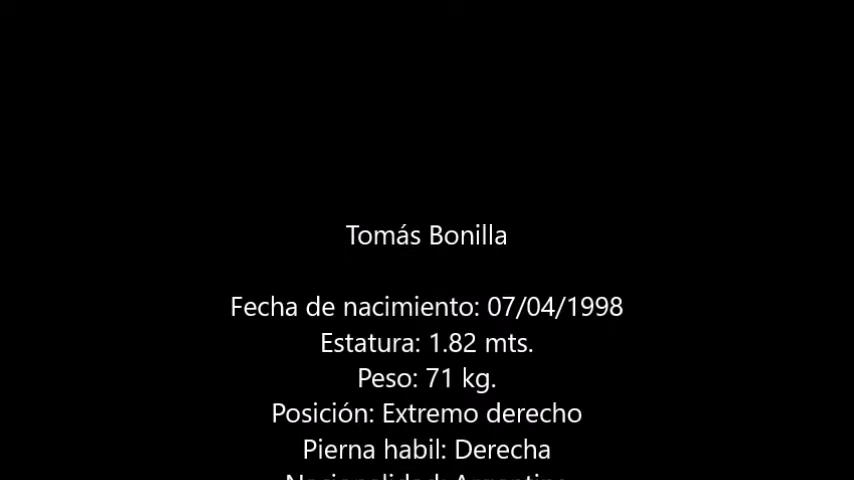 Tomás Bonilla
Fecha de nacimiento: 07/04/1998
Estatura: 1.82 mts.
Peso: 71 kg.
Posición: Extremo derecho
Pierna habil: Derecha